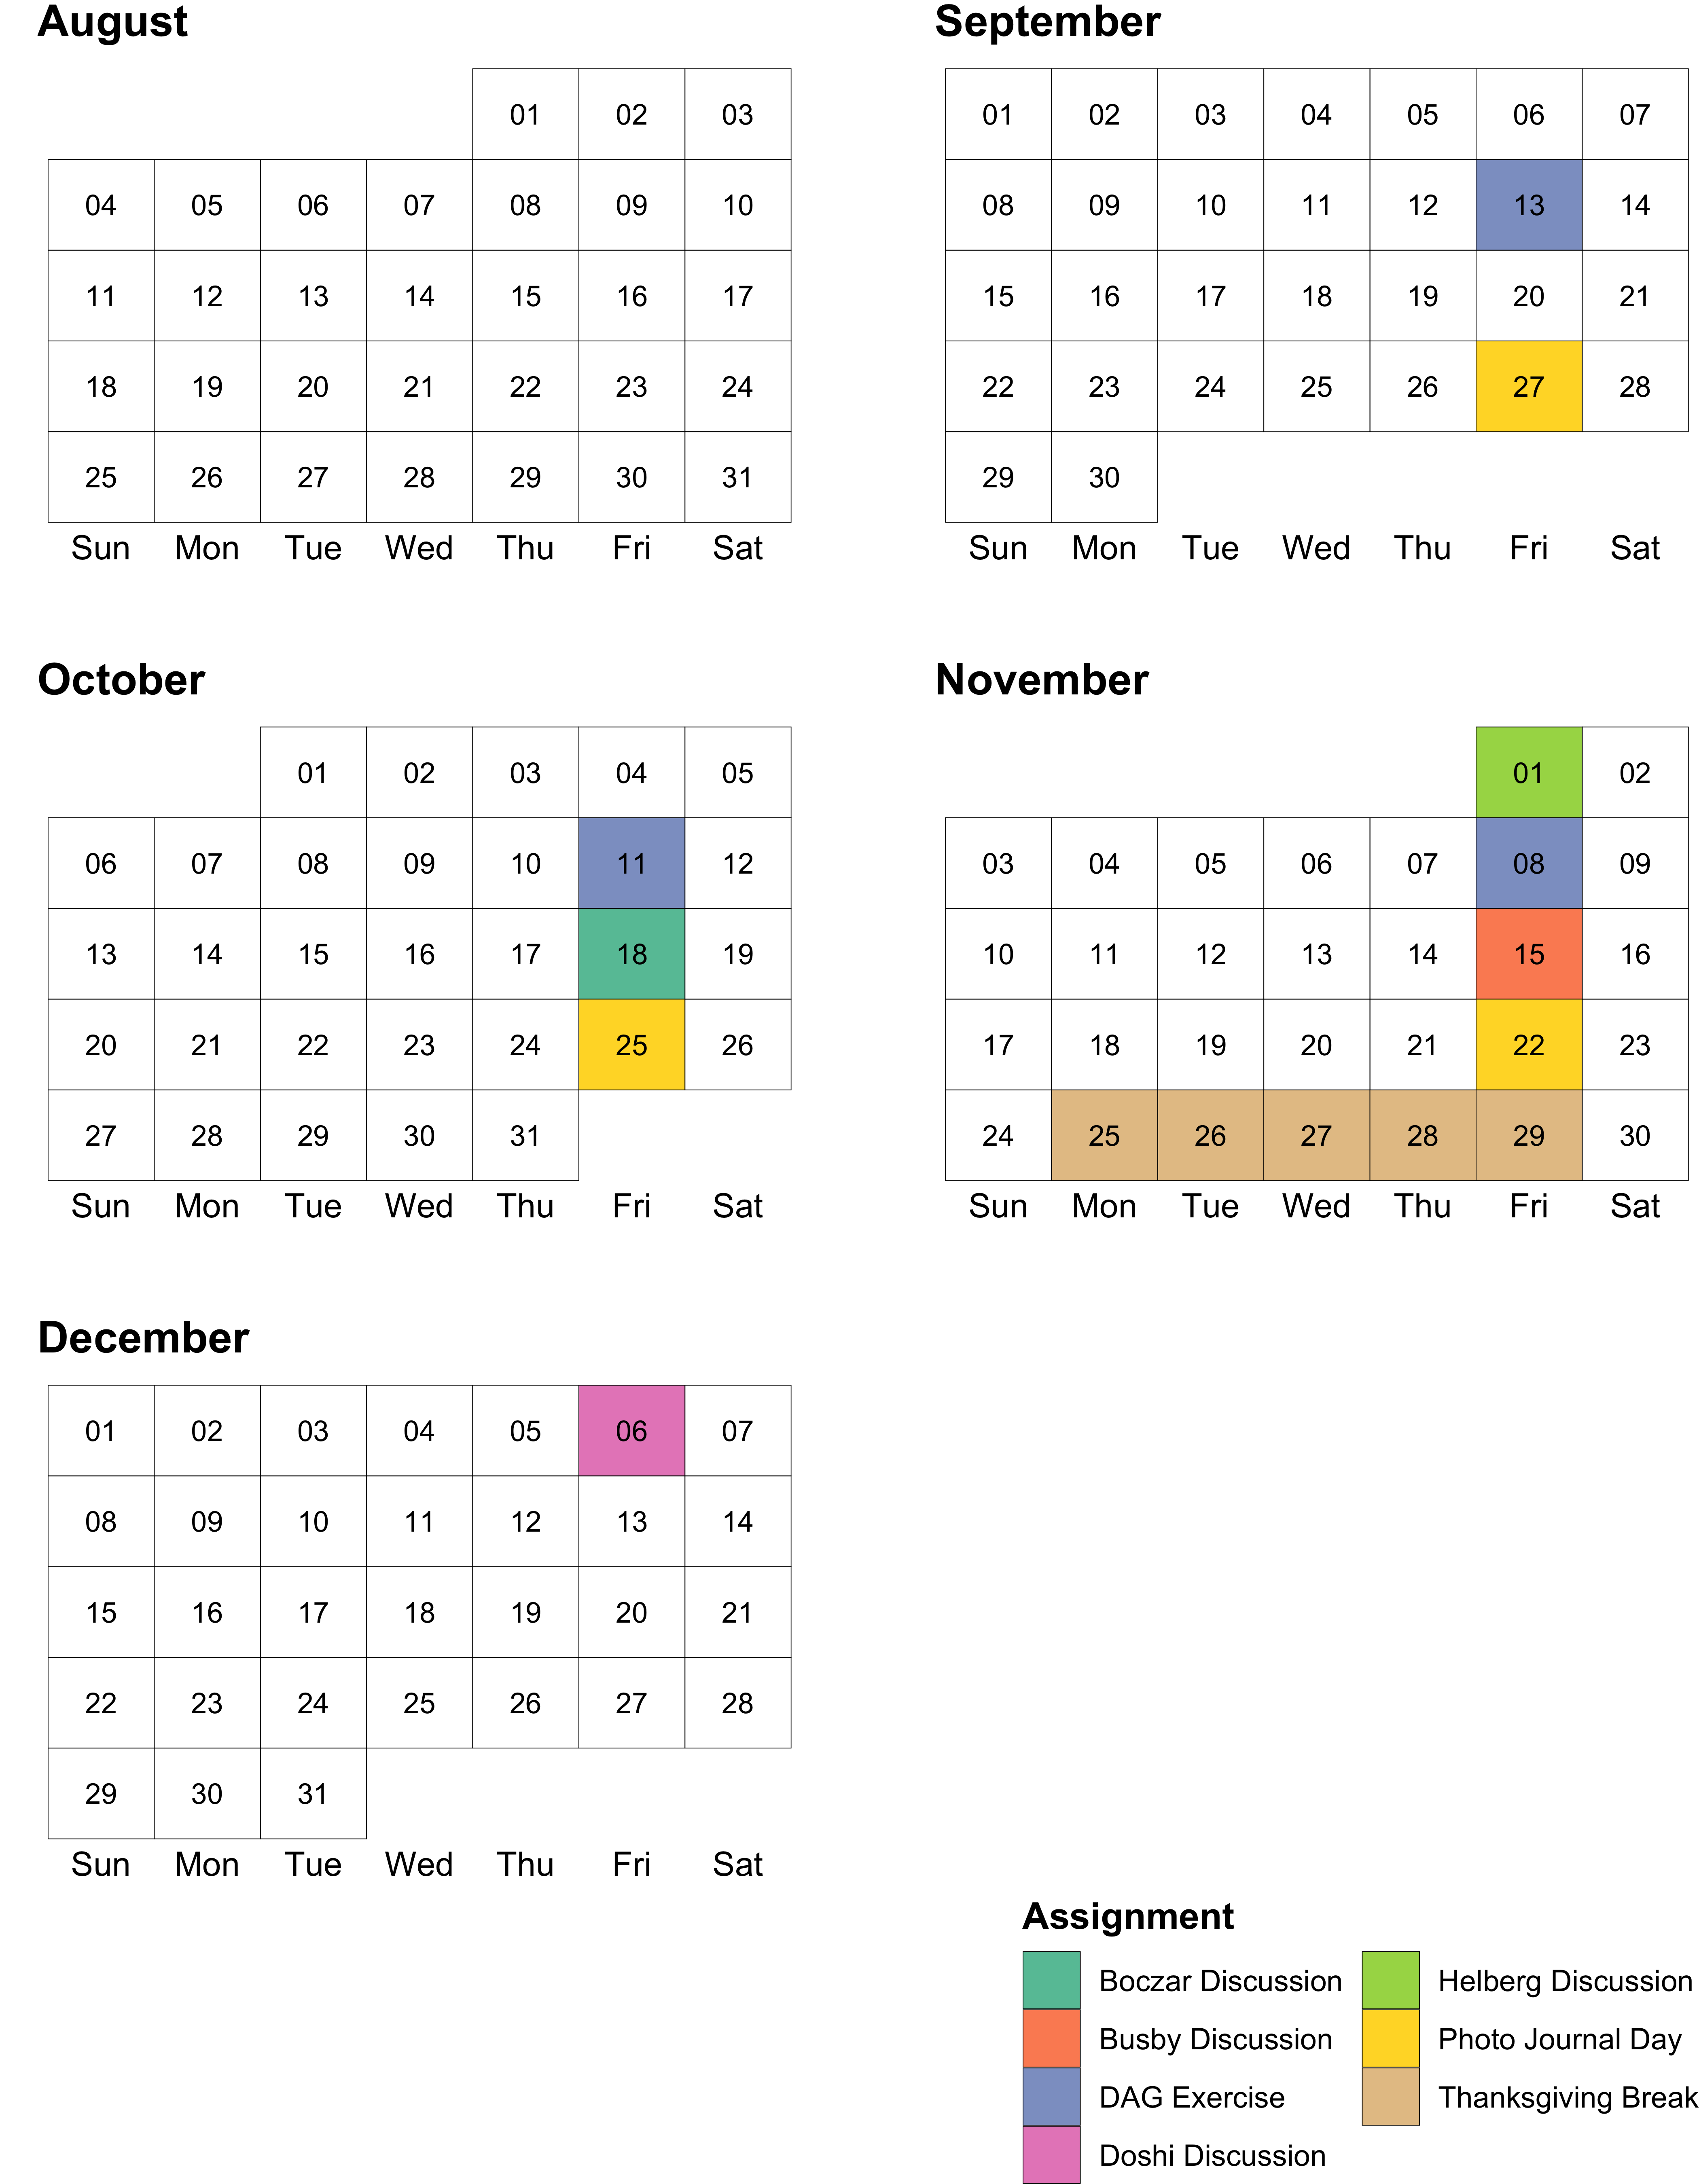 August
01 02 03
04 05 06 07 08 09 10
11 12 13 14 15 16 17
18 19 20 21 22 23 24
25 26 27 28 29 30 31
Sun Mon Tue Wed Thu Fri Sat
September
01 02 03 04 05 06 07
08 09 10 11 12 13 14
15 16 17 18 19 20 21
22 23 24 25 26 27 28
29 30
Sun Mon Tue Wed Thu Fri Sat
October
01 02 03 04 05
06 07 08 09 10 11 12
13 14 15 16 17 18 19
20 21 22 23 24 25 26
27 28 29 30 31
Sun Mon Tue Wed Thu Fri Sat
November
01 02
03 04 05 06 07 08 09
10 11 12 13 14 15 16
17 18 19 20 21 22 23
24 25 26 27 28 29 30
Sun Mon Tue Wed Thu Fri Sat
December
01 02 03 04 05 06 07
08 09 10 11 12 13 14
15 16 17 18 19 20 21
22 23 24 25 26 27 28
29 30 31
Sun Mon Tue Wed Thu Fri Sat
Assignment
Boczar Discussion
Busby Discussion
DAG Exercise
Doshi Discussion
Helberg Discussion
Photo Journal Day
Thanksgiving Break